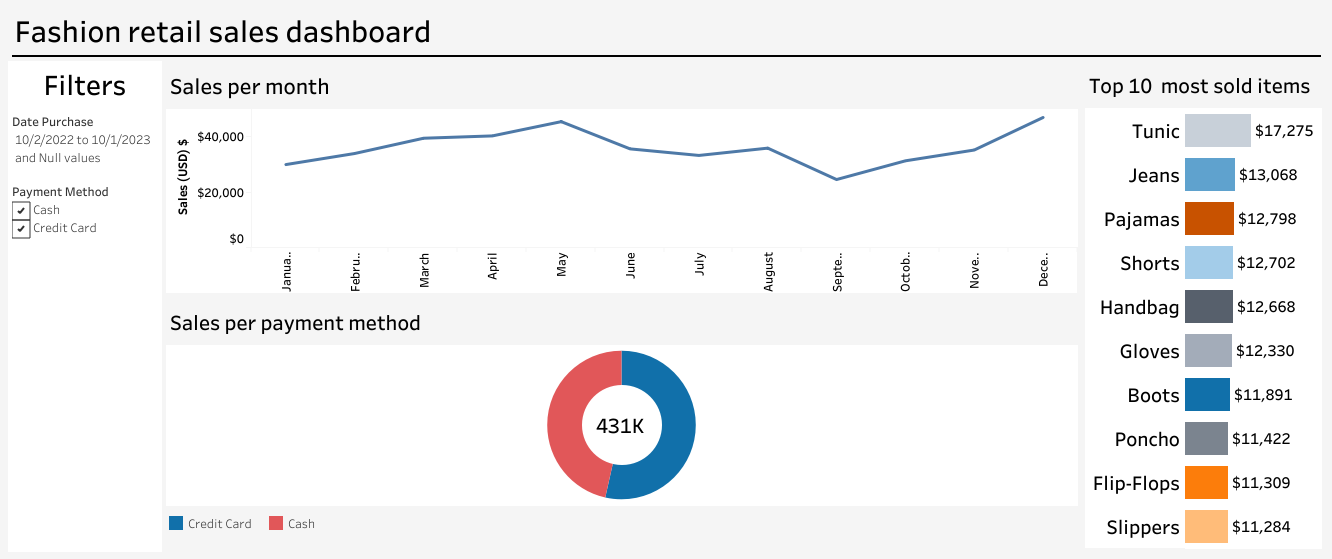 Fashion retail sales dashboard
Filters
Date Purchase
10/2/2022 to 10/1/2023
and Null values
Payment Method
Cash
Credit Card
Sales per month
Sales (USD) $
$40,000
$20,000
$0
Janua..
Febru..
March
April
May
June
July
August
Septe..
Octob..
Nove..
Dece..
Sales per payment method
431K
Credit Card
Cash
Top 10  most sold items
Tunic $17,275
Jeans $13,068
Pajamas $12,798
Shorts $12,702
Handbag $12,668
Gloves $12,330
Boots $11,891
Poncho $11,422
Flip-Flops $11,309
Slippers $11,284